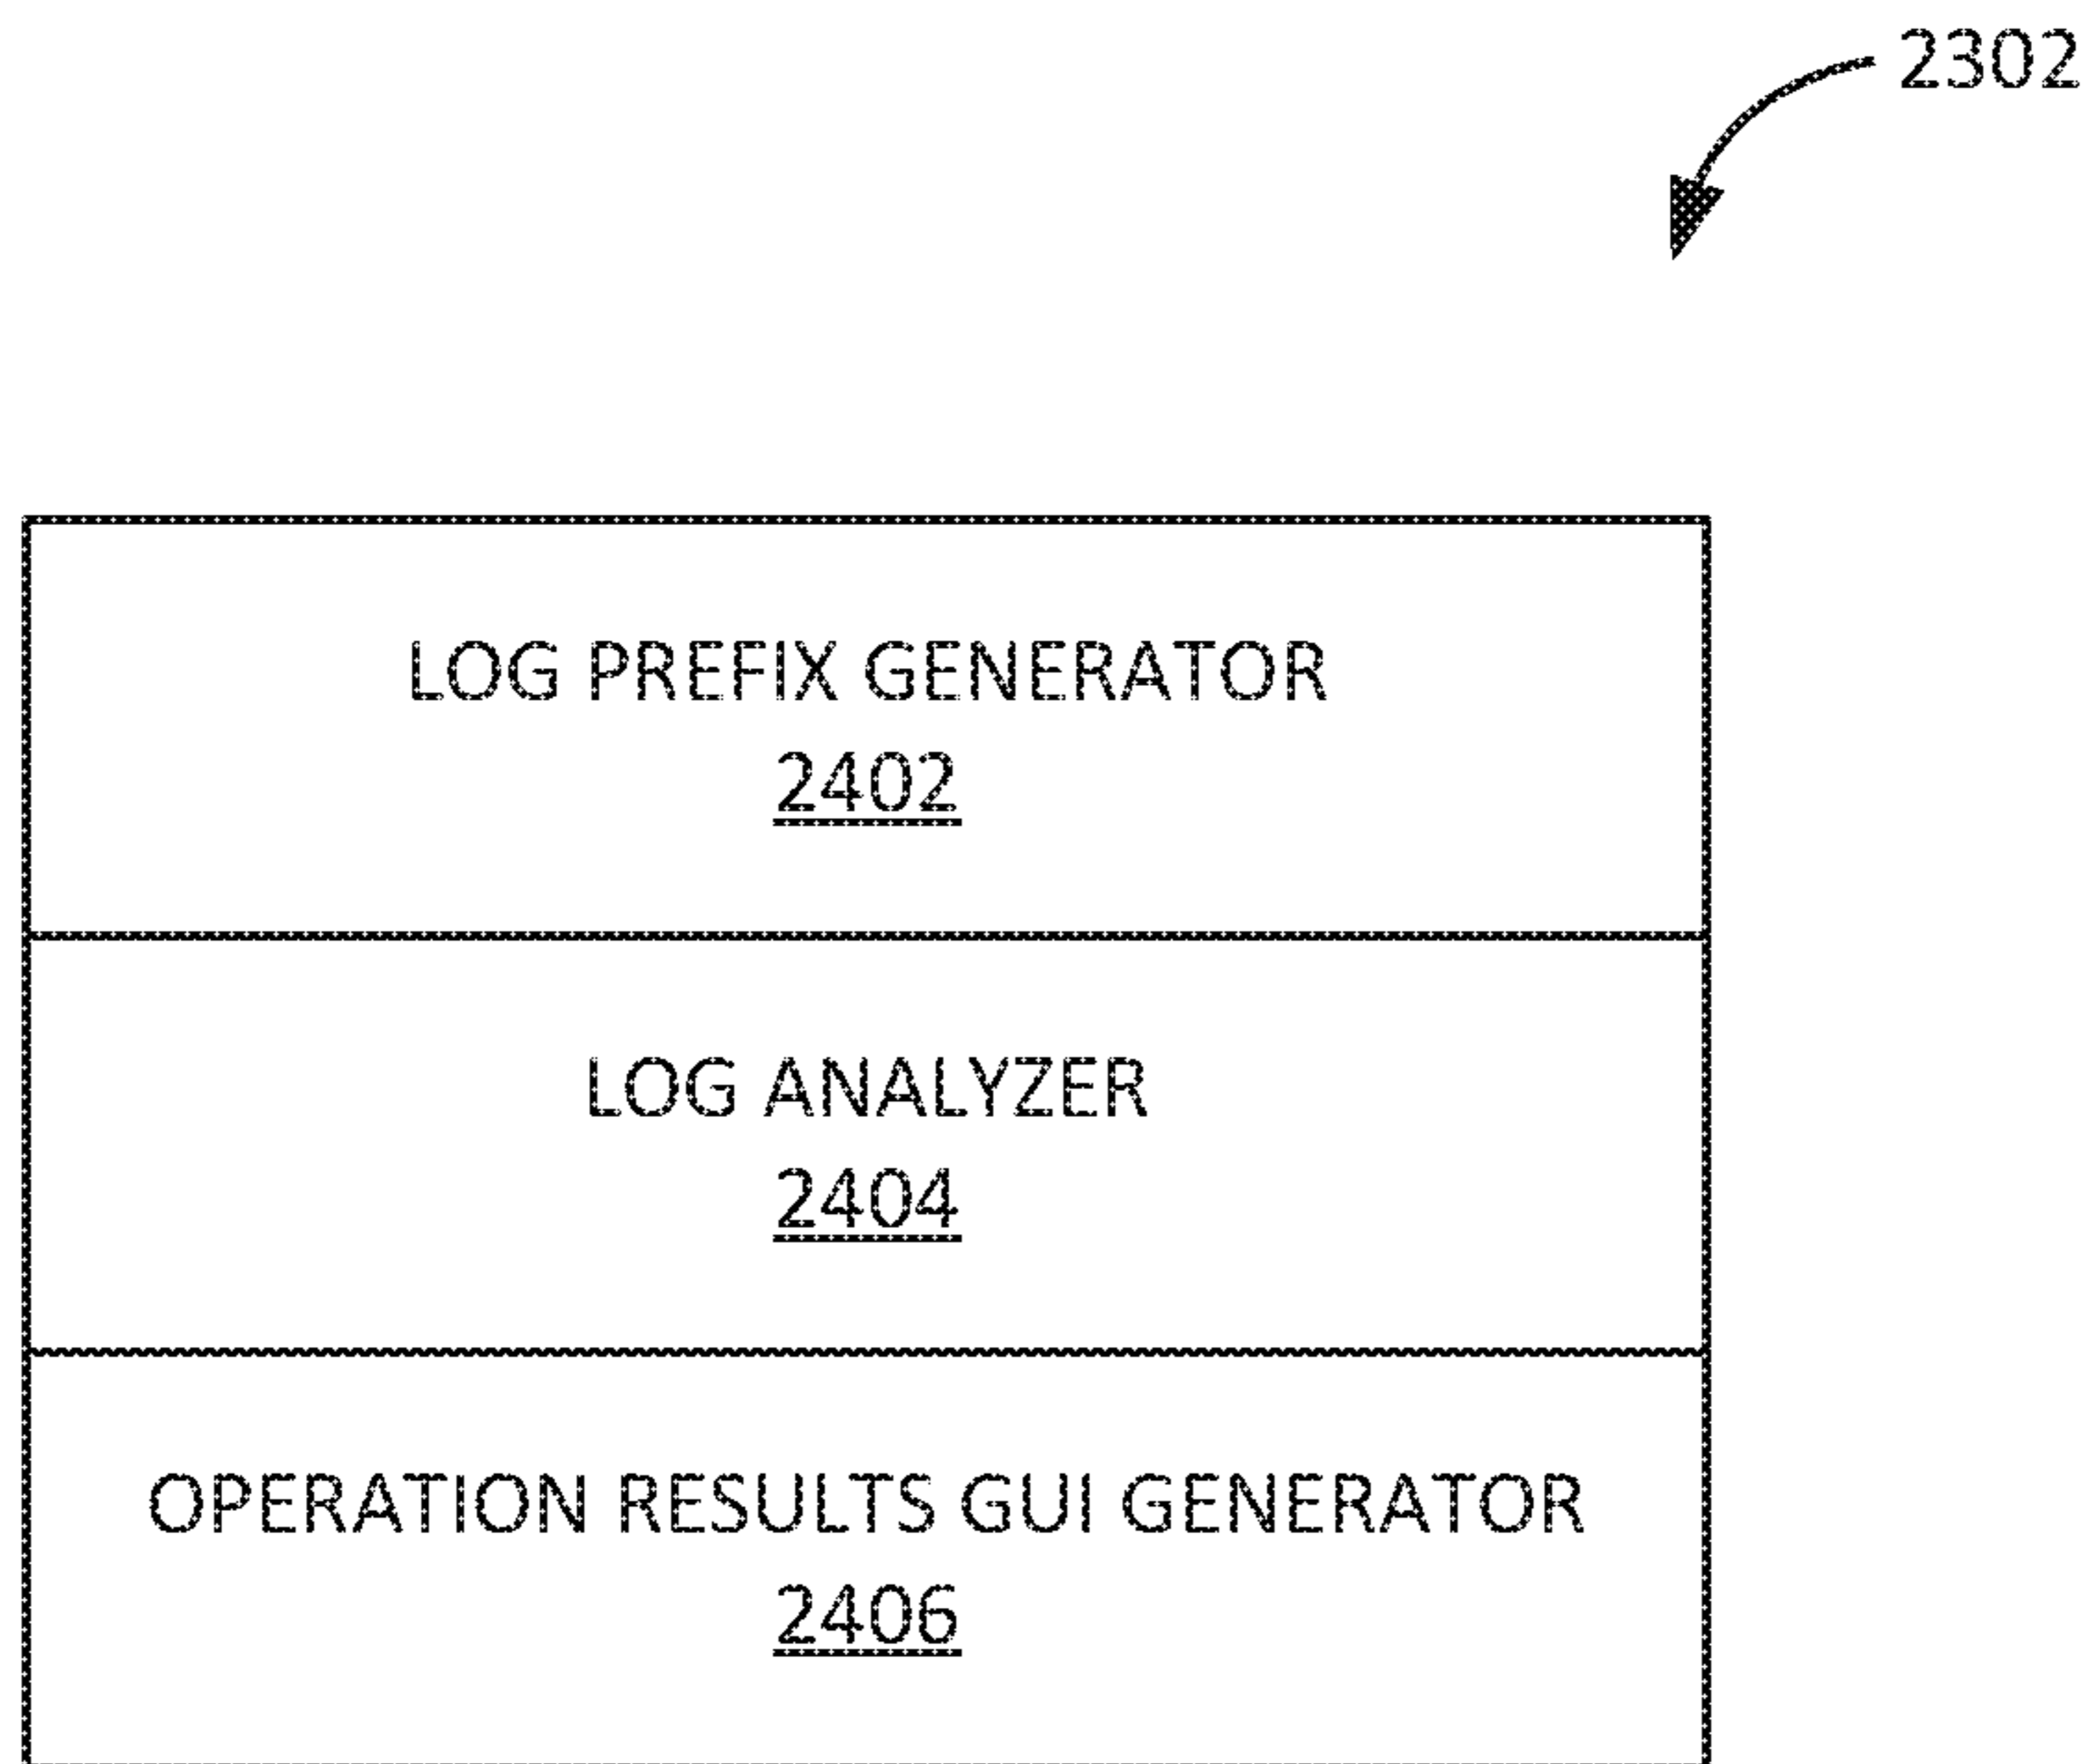 2302
LOG PREFIX GENERATOR
2402
LOG ANALYZER
2404
OPERATION RESULTS GUI GENERATOR
2406